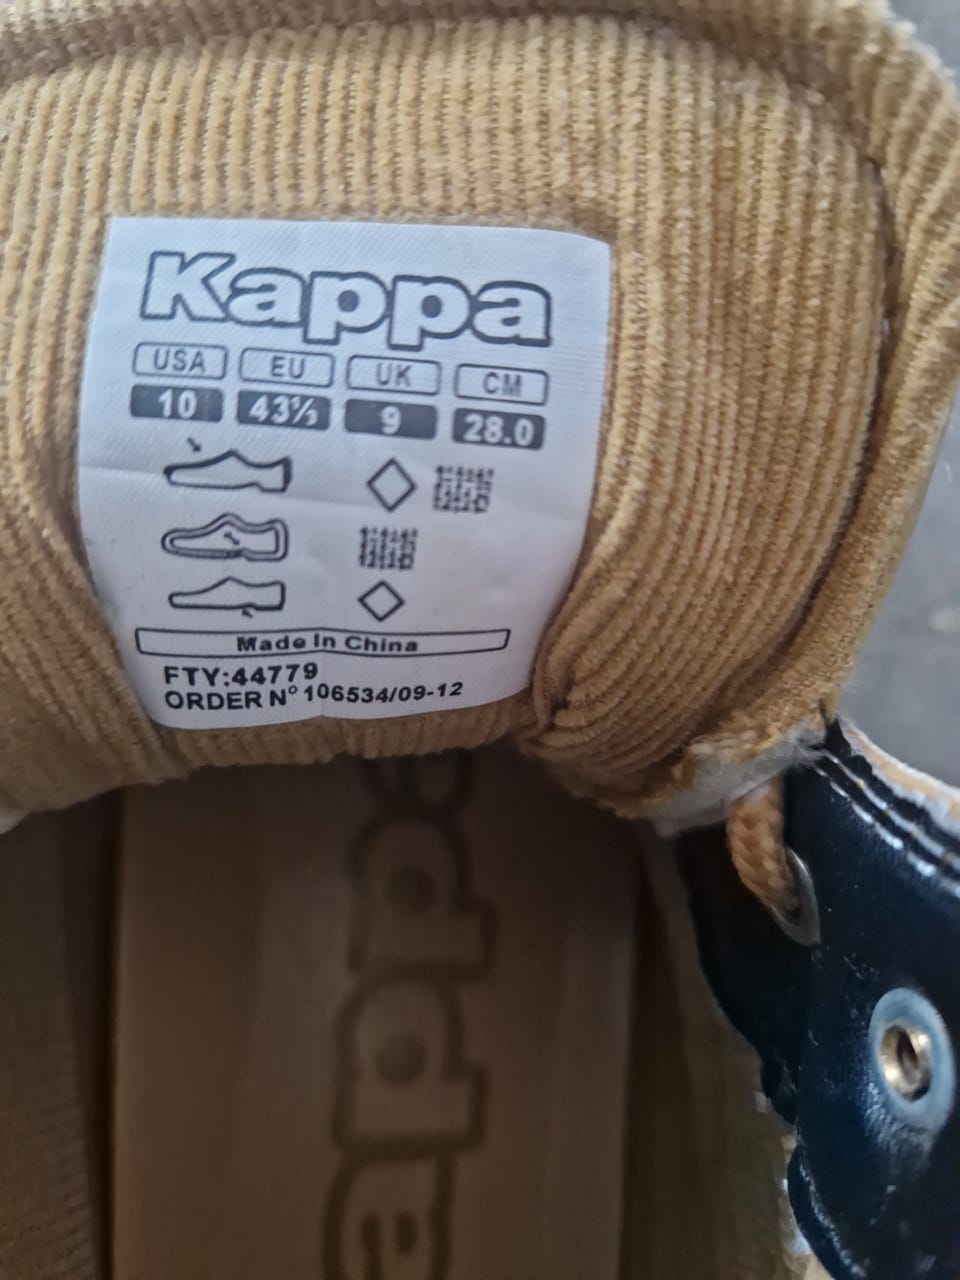 Kappa
USA EU UK CM
10 43⅓ 9 28.0
Made In China
FTY:44779
ORDER Nº 106534/09-12